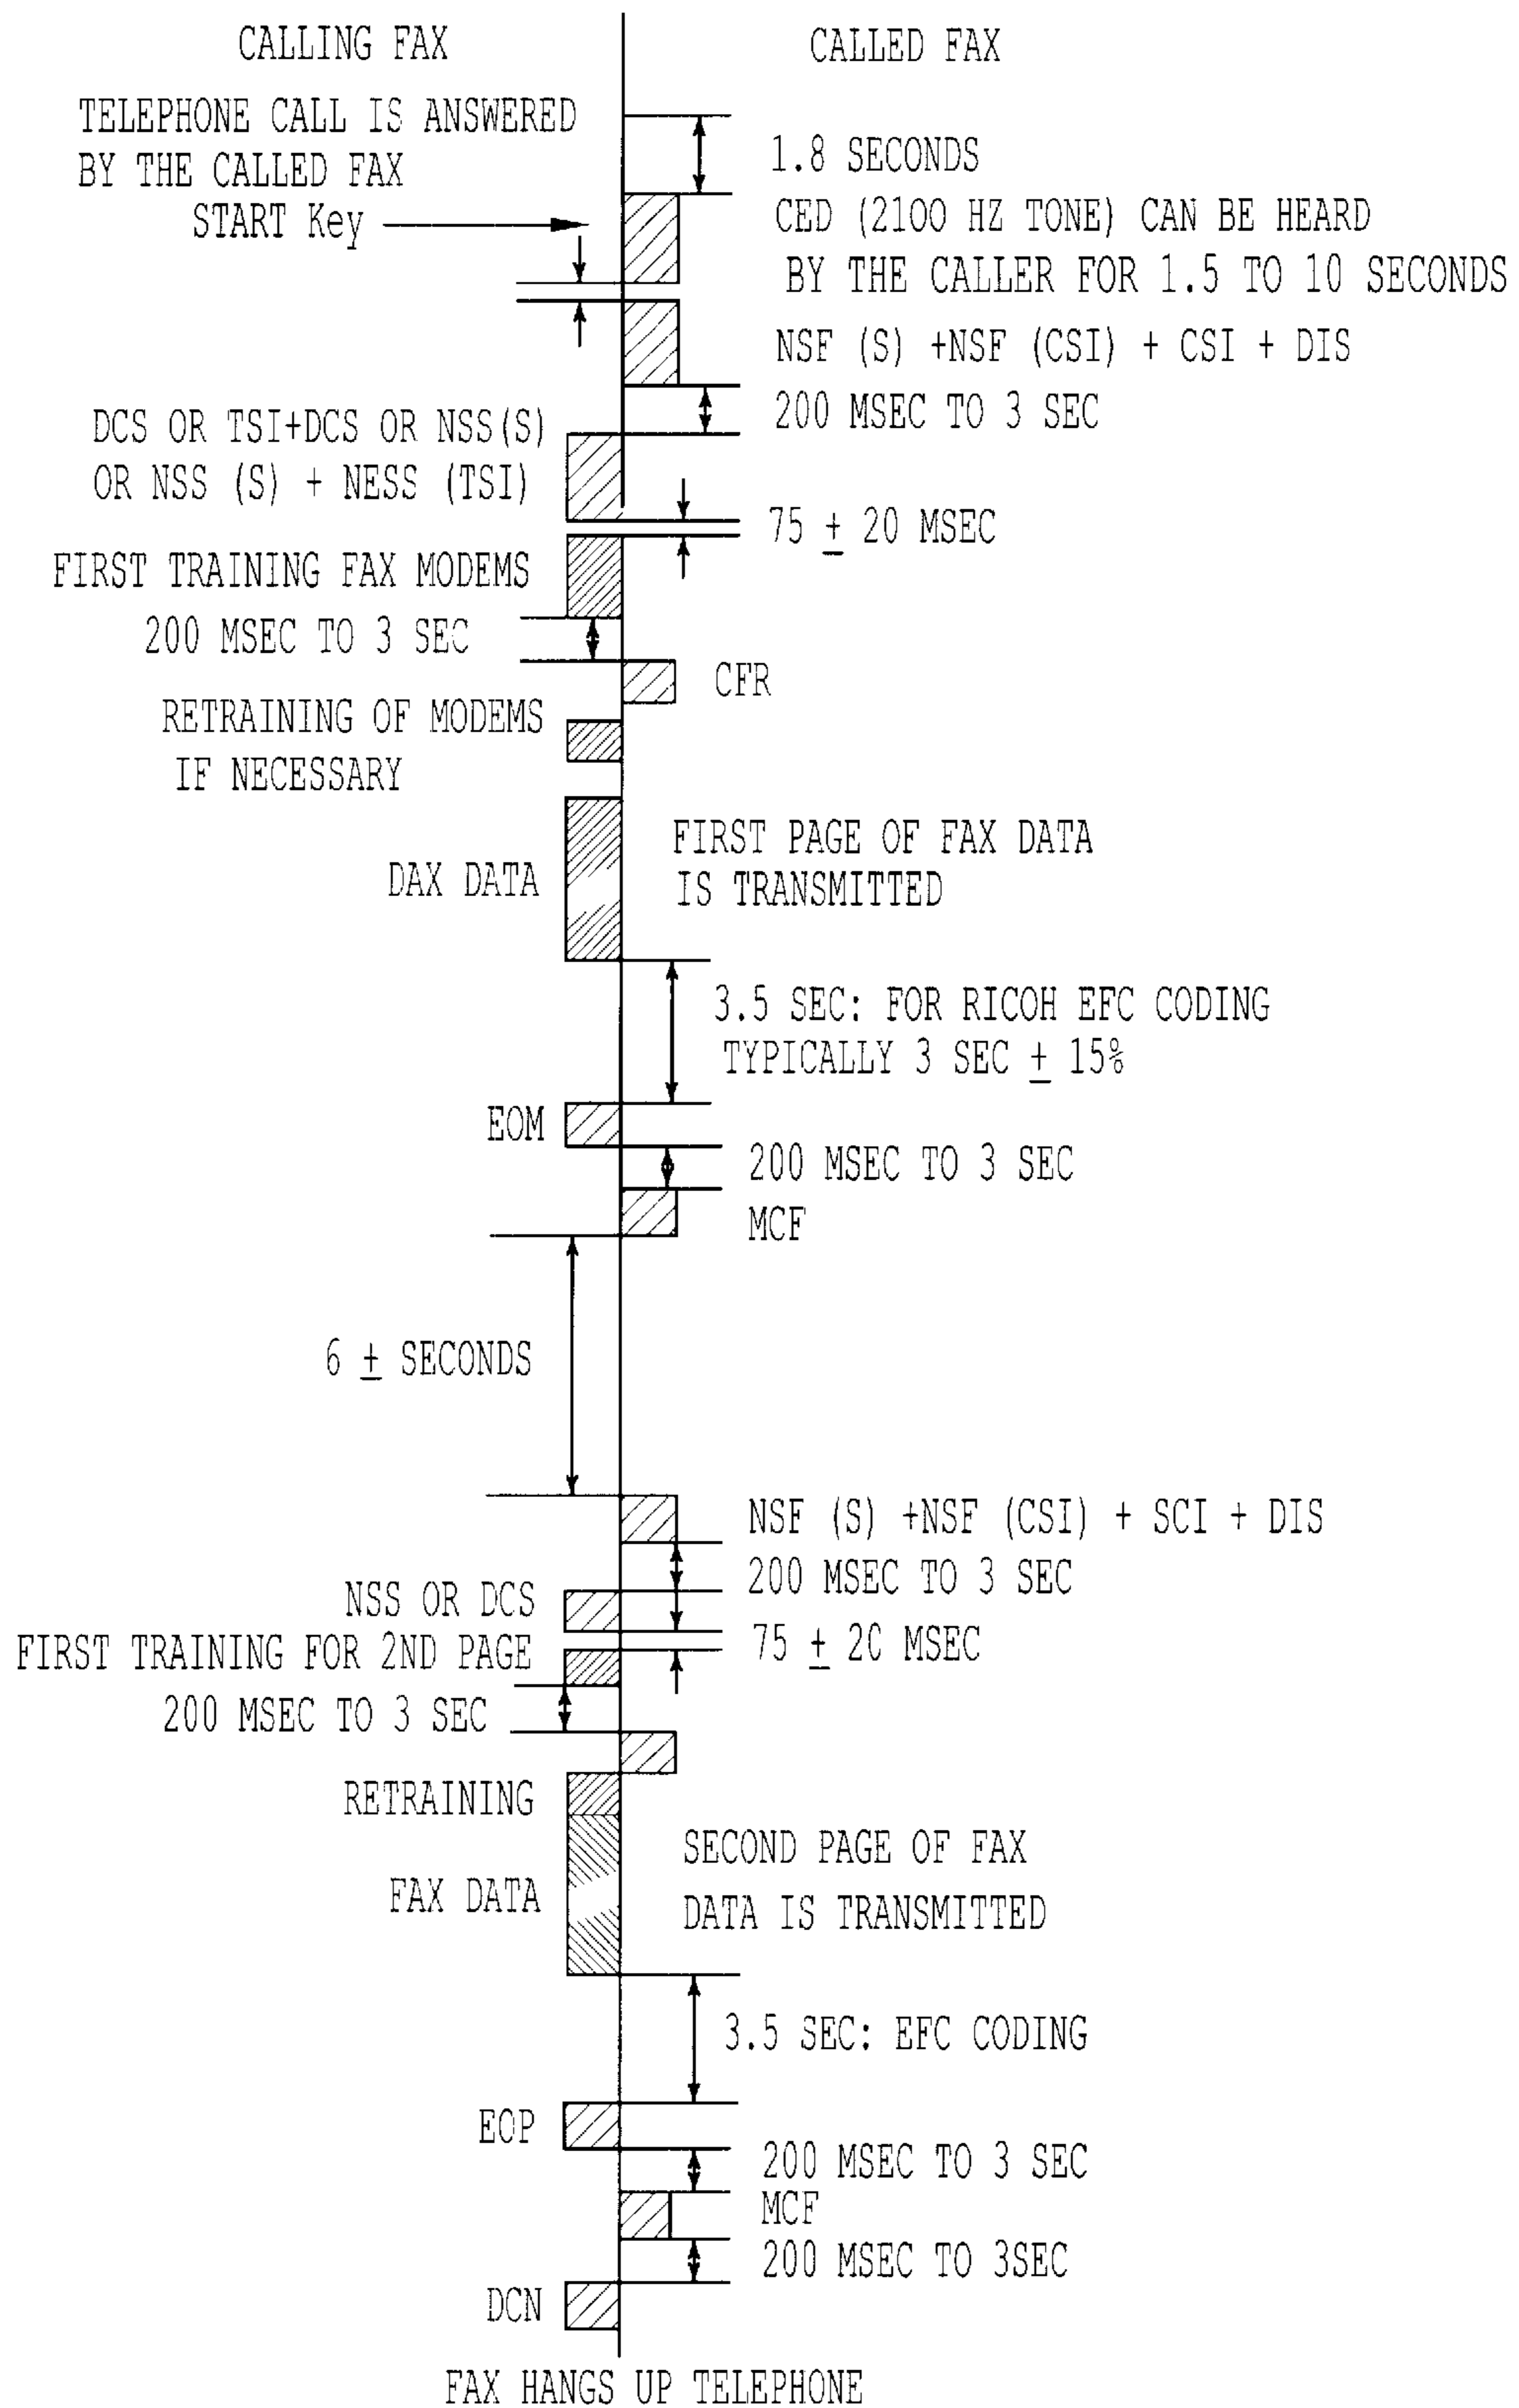 CALLING FAX
CALLED FAX
TELEPHONE CALL IS ANSWERED
BY THE CALLED FAX
1.8 SECONDS
START Key
CED (2100 HZ TONE) CAN BE HEARD
BY THE CALLER FOR 1.5 TO 10 SECONDS
NSF (S) +NSF (CSI) + CSI + DIS
200 MSEC TO 3 SEC
DCS OR TSI+DCS OR NSS(S)
OR NSS (S) + NESS (TSI)
75 ± 20 MSEC
FIRST TRAINING FAX MODEMS
200 MSEC TO 3 SEC
CFR
RETRAINING OF MODEMS
IF NECESSARY
DAX DATA
FIRST PAGE OF FAX DATA
IS TRANSMITTED
3.5 SEC: FOR RICOH EFC CODING
TYPICALLY 3 SEC ± 15%
EOM
200 MSEC TO 3 SEC
MCF
6 ± SECONDS
NSF (S) +NSF (CSI) + SCI + DIS
200 MSEC TO 3 SEC
NSS OR DCS
75 ± 20 MSEC
FIRST TRAINING FOR 2ND PAGE
200 MSEC TO 3 SEC
RETRAINING
FAX DATA
SECOND PAGE OF FAX
DATA IS TRANSMITTED
3.5 SEC: EFC CODING
EOP
200 MSEC TO 3 SEC
MCF
200 MSEC TO 3SEC
DCN
FAX HANGS UP TELEPHONE